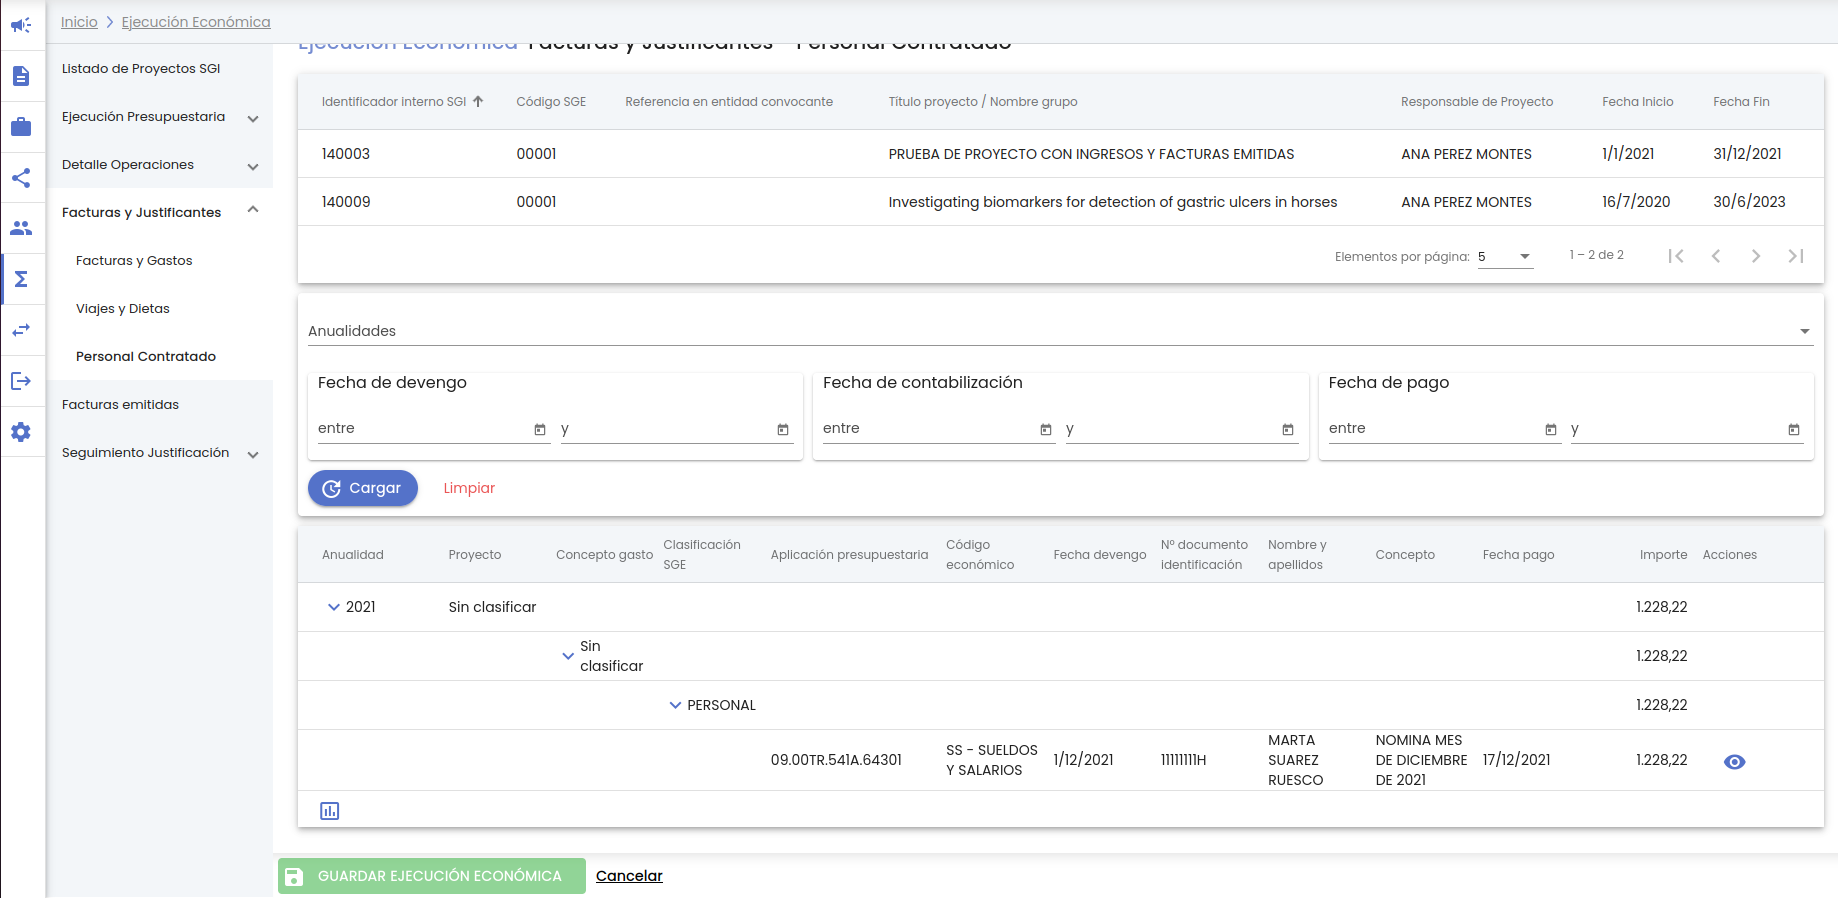 Inicio > Ejecución Económica
Ejecución Económica Facturas y Justificantes - Personal Contratado
Listado de Proyectos SGI
Ejecución Presupuestaria
Detalle Operaciones
Facturas y Justificantes
Facturas y Gastos
Viajes y Dietas
Personal Contratado
Facturas emitidas
Seguimiento Justificación
Identificador interno SGI Código SGE Referencia en entidad convocante Título proyecto / Nombre grupo Responsable de Proyecto Fecha Inicio Fecha Fin
140003 00001 PRUEBA DE PROYECTO CON INGRESOS Y FACTURAS EMITIDAS ANA PEREZ MONTES 1/1/2021 31/12/2021
140009 00001 Investigating biomarkers for detection of gastric ulcers in horses ANA PEREZ MONTES 16/7/2020 30/6/2023
Elementos por página: 5 1 – 2 de 2
Anualidades
Fecha de devengo Fecha de contabilización Fecha de pago
entre y entre y entre y
Cargar Limpiar
Anualidad Proyecto Concepto gasto Clasificación SGE Aplicación presupuestaria Código económico Fecha devengo Nº documento identificación Nombre y apellidos Concepto Fecha pago Importe Acciones
2021 Sin clasificar 1.228,22
Sin clasificar 1.228,22
PERSONAL 1.228,22
09.00TR.541A.64301 SS - SUELDOS Y SALARIOS 1/12/2021 11111111H MARTA SUAREZ RUESCO NOMINA MES DE DICIEMBRE DE 2021 17/12/2021 1.228,22
GUARDAR EJECUCIÓN ECONÓMICA Cancelar